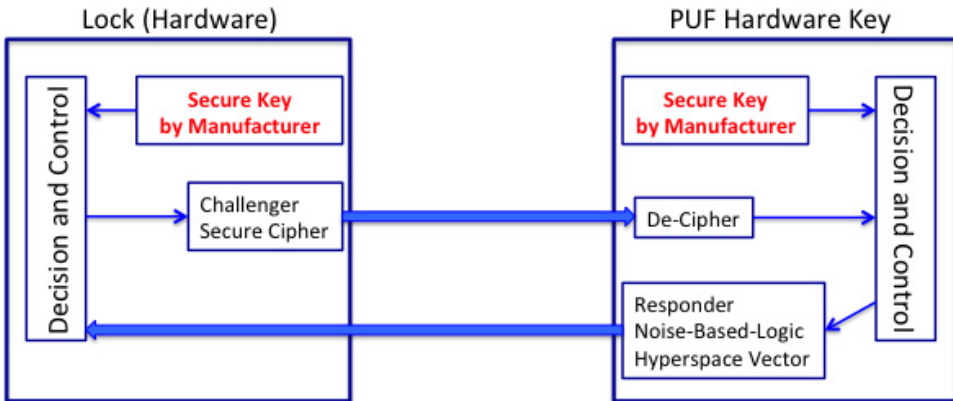 Lock (Hardware)
Decision and Control
Secure Key
by Manufacturer
Challenger
Secure Cipher
PUF Hardware Key
Secure Key
by Manufacturer
De-Cipher
Responder
Noise-Based-Logic
Hyperspace Vector
Decision and Control